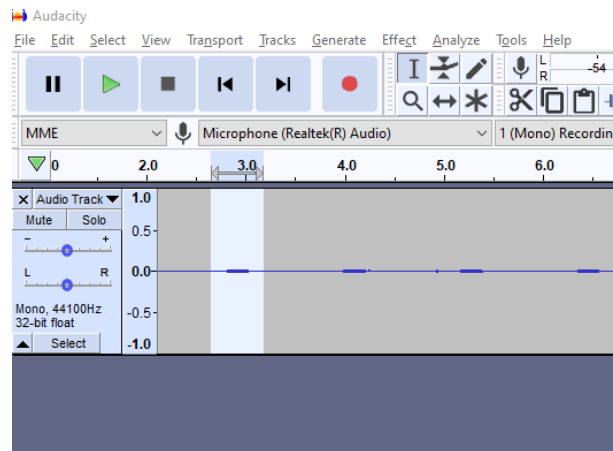 Audacity
File Edit Select View Transport Tracks Generate Effect Analyze Tools Help
L
R -54
MME Microphone (Realtek(R) Audio) 1 (Mono) Recordin
0 2.0 3.0 4.0 5.0 6.0
× Audio Track 1.0
Mute Solo
0.5-
- +
L R 0.0-
Mono, 44100Hz -0.5-
32-bit float
Select -1.0